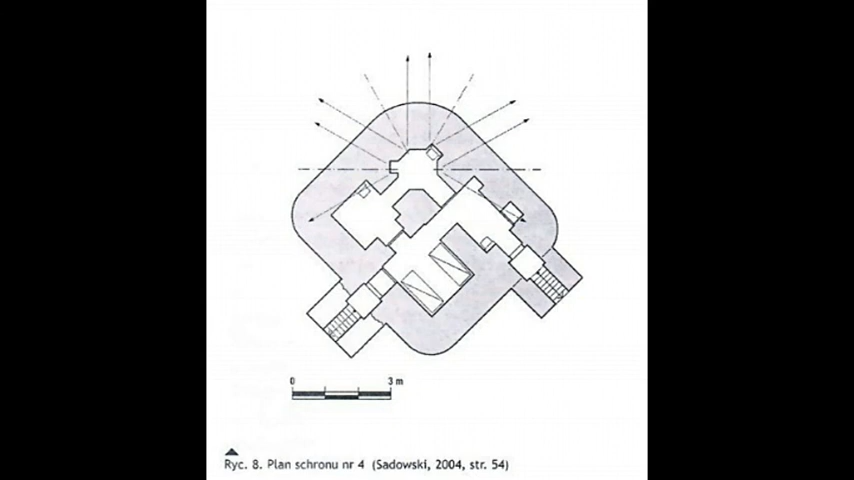 0 3 m
Ryc. 8. Plan schronu nr 4 (Sadowski, 2004, str. 54)